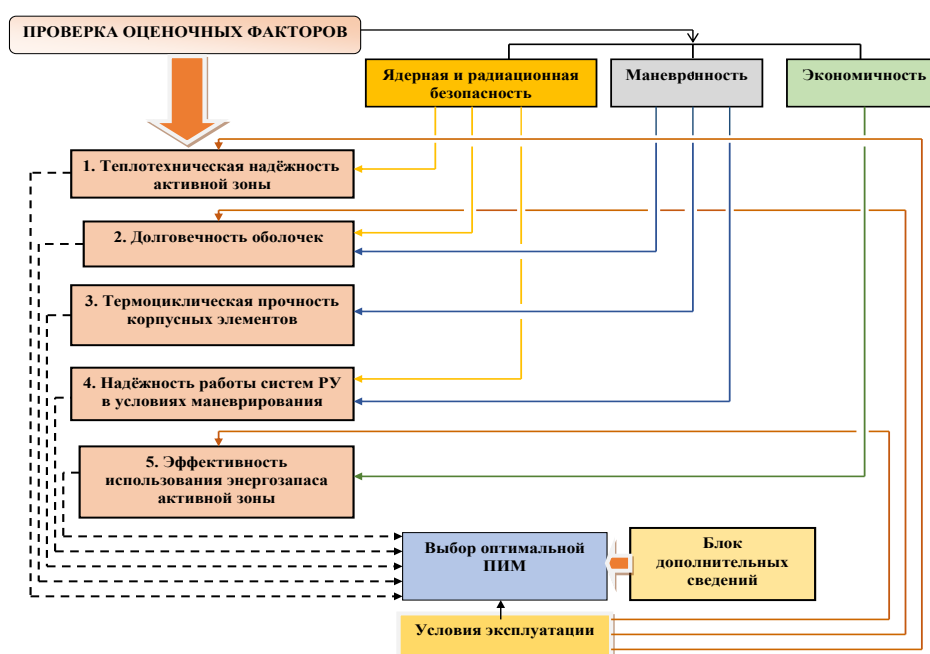 ПРОВЕРКА ОЦЕНОЧНЫХ ФАКТОРОВ
Ядерная и радиационная
безопасность
Маневренность
Экономичность
1. Теплотехническая надёжность
активной зоны
2. Долговечность оболочек
3. Термоциклическая прочность
корпусных элементов
4. Надёжность работы систем РУ
в условиях маневрирования
5. Эффективность
использования энергозапаса
активной зоны
Выбор оптимальной
ПИМ
Блок
дополнительных
сведений
Условия эксплуатации